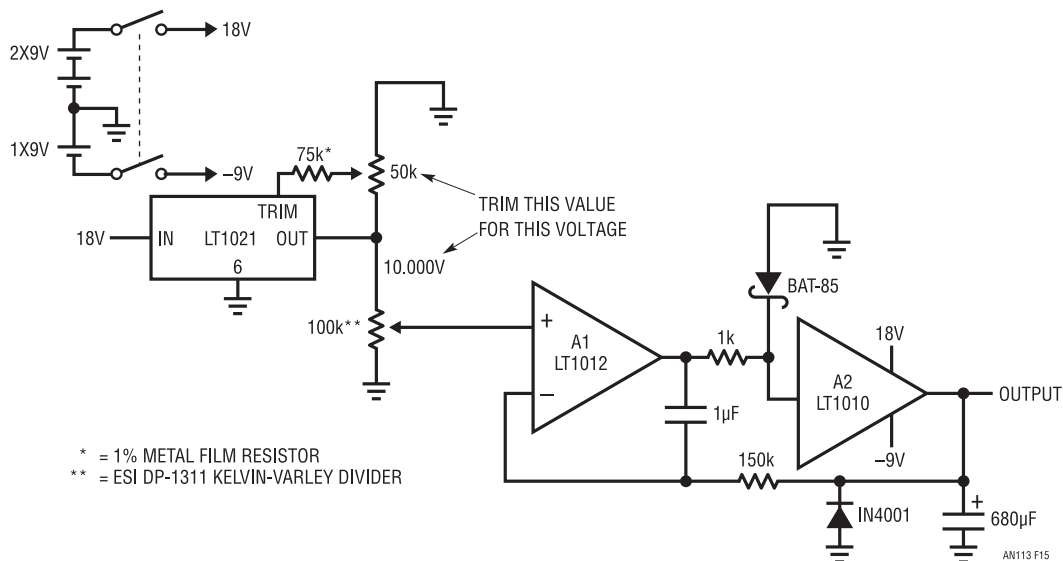 18V
2X9V
1X9V
–9V
75k*
50k
TRIM THIS VALUE
FOR THIS VOLTAGE
TRIM
18V
IN
LT1021
OUT
6
10.000V
100k**
+
A1
LT1012
–
1k
1µF
BAT-85
18V
A2
LT1010
–9V
OUTPUT
150k
IN4001
+
680µF
* = 1% METAL FILM RESISTOR
** = ESI DP-1311 KELVIN-VARLEY DIVIDER
AN113 F15